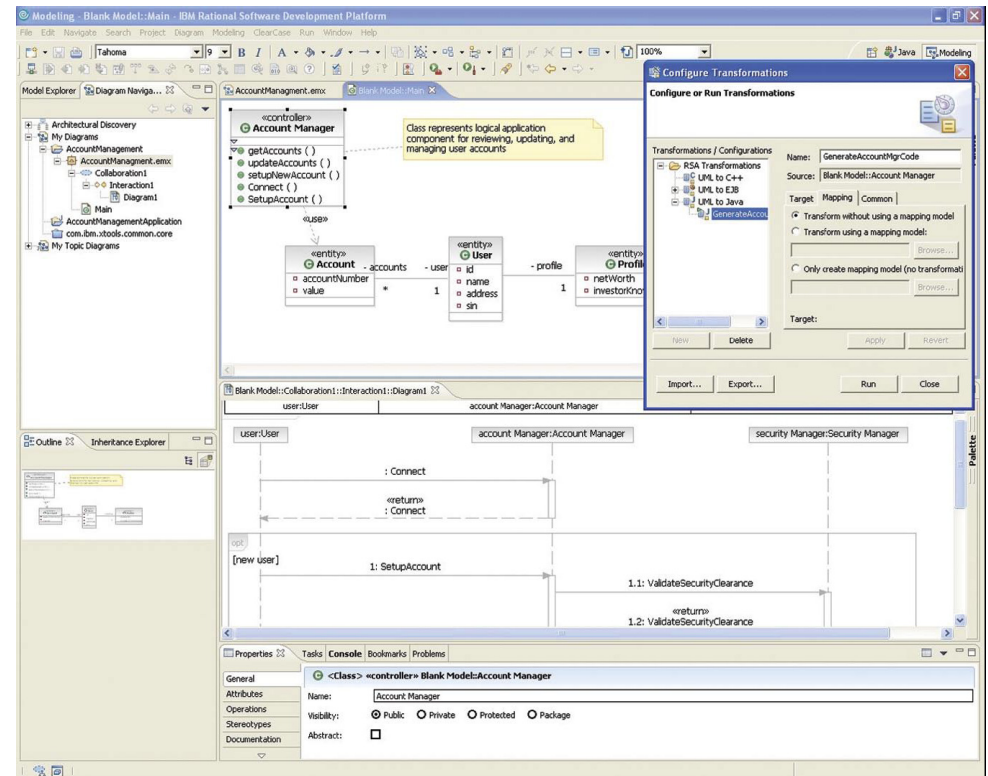 Modeling - Blank Model::Main - IBM Rational Software Development Platform
File Edit Navigate Search Project Diagram Modeling ClearCase Run Window Help
Tahoma 9 B I A 100% Java Modeling
Model Explorer Diagram Naviga...
Architectural Discovery
My Diagrams
AccountManagement
AccountManagment.emx
Collaboration1
Interaction1
Diagram1
Main
AccountManagementApplication
com.ibm.xtools.common.core
My Topic Diagrams
AccountManagment.emx Blank Model::Main
«controller»
Account Manager
getAccounts ( )
updateAccounts ( )
setupNewAccount ( )
Connect ( )
SetupAccount ( )
Class represents logical application
component for reviewing, updating, and
managing user accounts
«use»
«entity»
Account
accountNumber
value
- accounts
*
- user
1
«entity»
User
id
name
address
sin
- profile
1
«entity»
Profil
netWorth
investorKno
Configure Transformations
Configure or Run Transformations
Transformations / Configurations
RSA Transformations
UML to C++
UML to EJB
UML to Java
GenerateAccou
New Delete
Name: GenerateAccountMgrCode
Source: Blank Model::Account Manager
Target Mapping Common
Transform without using a mapping model
Transform using a mapping model:
Browse...
Only create mapping model (no transformati
Browse...
Target:
Apply Revert
Import... Export... Run Close
Outline Inheritance Explorer
Blank Model::Collaboration1::Interaction1::Diagram1
user:User account Manager:Account Manager
user:User account Manager:Account Manager security Manager:Security Manager
: Connect
«return»
: Connect
opt
[new user]
1: SetupAccount
1.1: ValidateSecurityClearance
«return»
1.2: ValidateSecurityClearance
Palette
Properties Tasks Console Bookmarks Problems
General
Attributes
Operations
Stereotypes
Documentation
<Class> «controller» Blank Model::Account Manager
Name: Account Manager
Visibility: Public Private Protected Package
Abstract: